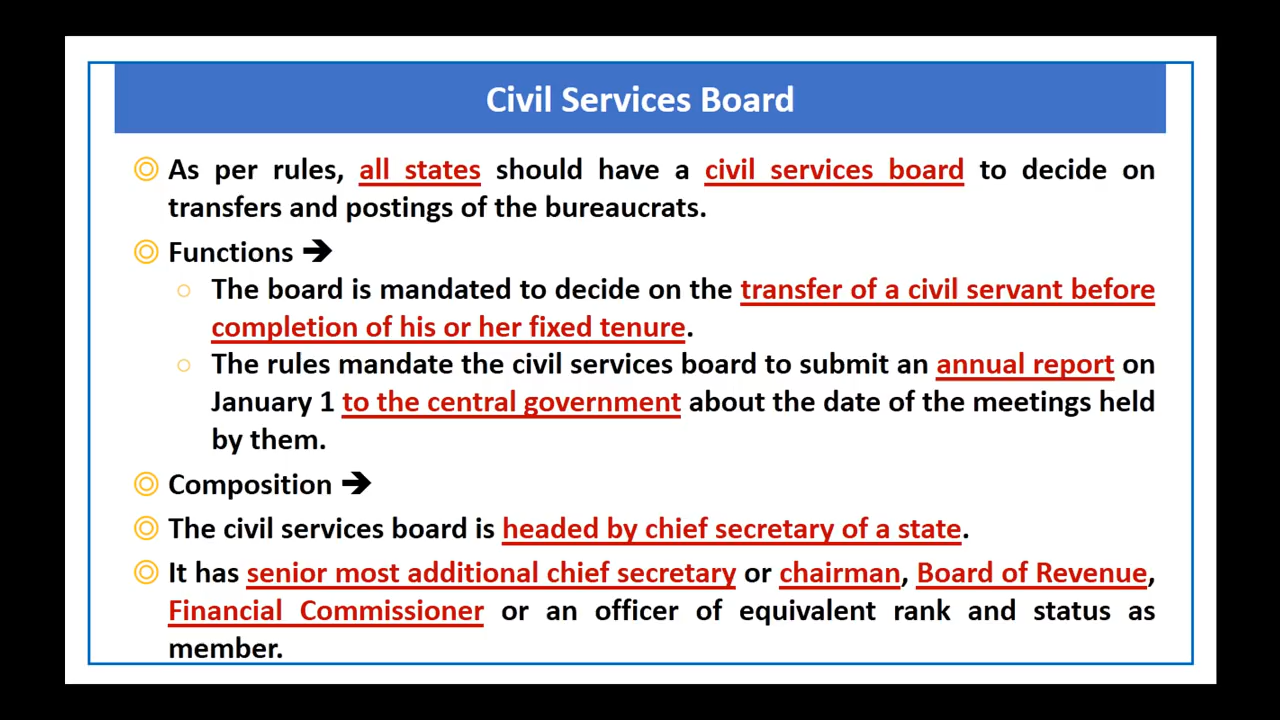 Civil Services Board
As per rules, all states should have a civil services board to decide on
transfers and postings of the bureaucrats.
Functions ➔
The board is mandated to decide on the transfer of a civil servant before
completion of his or her fixed tenure.
The rules mandate the civil services board to submit an annual report on
January 1 to the central government about the date of the meetings held
by them.
Composition ➔
The civil services board is headed by chief secretary of a state.
It has senior most additional chief secretary or chairman, Board of Revenue,
Financial Commissioner or an officer of equivalent rank and status as
member.